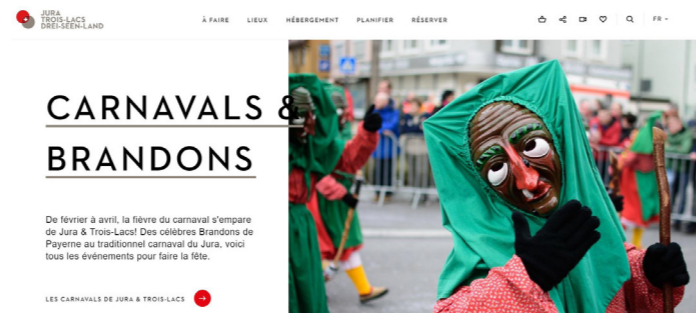 JURA
TROIS-LACS
DREI-SEEN-LAND
À FAIRE
LIEUX
HÉBERGEMENT
PLANIFIER
RÉSERVER
FR
CARNAVALS &
BRANDONS
De février à avril, la fièvre du carnaval s'empare
de Jura & Trois-Lacs! Des célèbres Brandons de
Payerne au traditionnel carnaval du Jura, voici
tous les événements pour faire la fête.
LES CARNAVALS DE JURA & TROIS-LACS